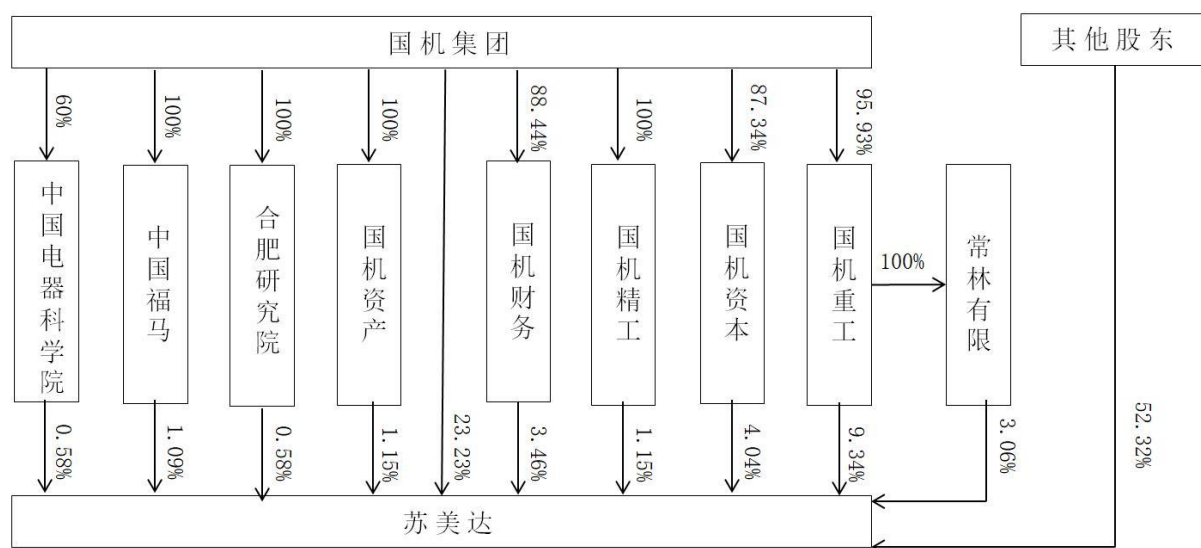 国机集团
其他股东
60%
100%
100%
100%
88.44%
100%
87.34%
95.93%
中国电器科学院
中国福马
合肥研究院
国机资产
国机财务
国机精工
国机资本
国机重工
100%
常林有限
0.58%
1.09%
0.58%
1.15%
23.23%
3.46%
1.15%
4.04%
9.34%
3.06%
52.32%
苏美达